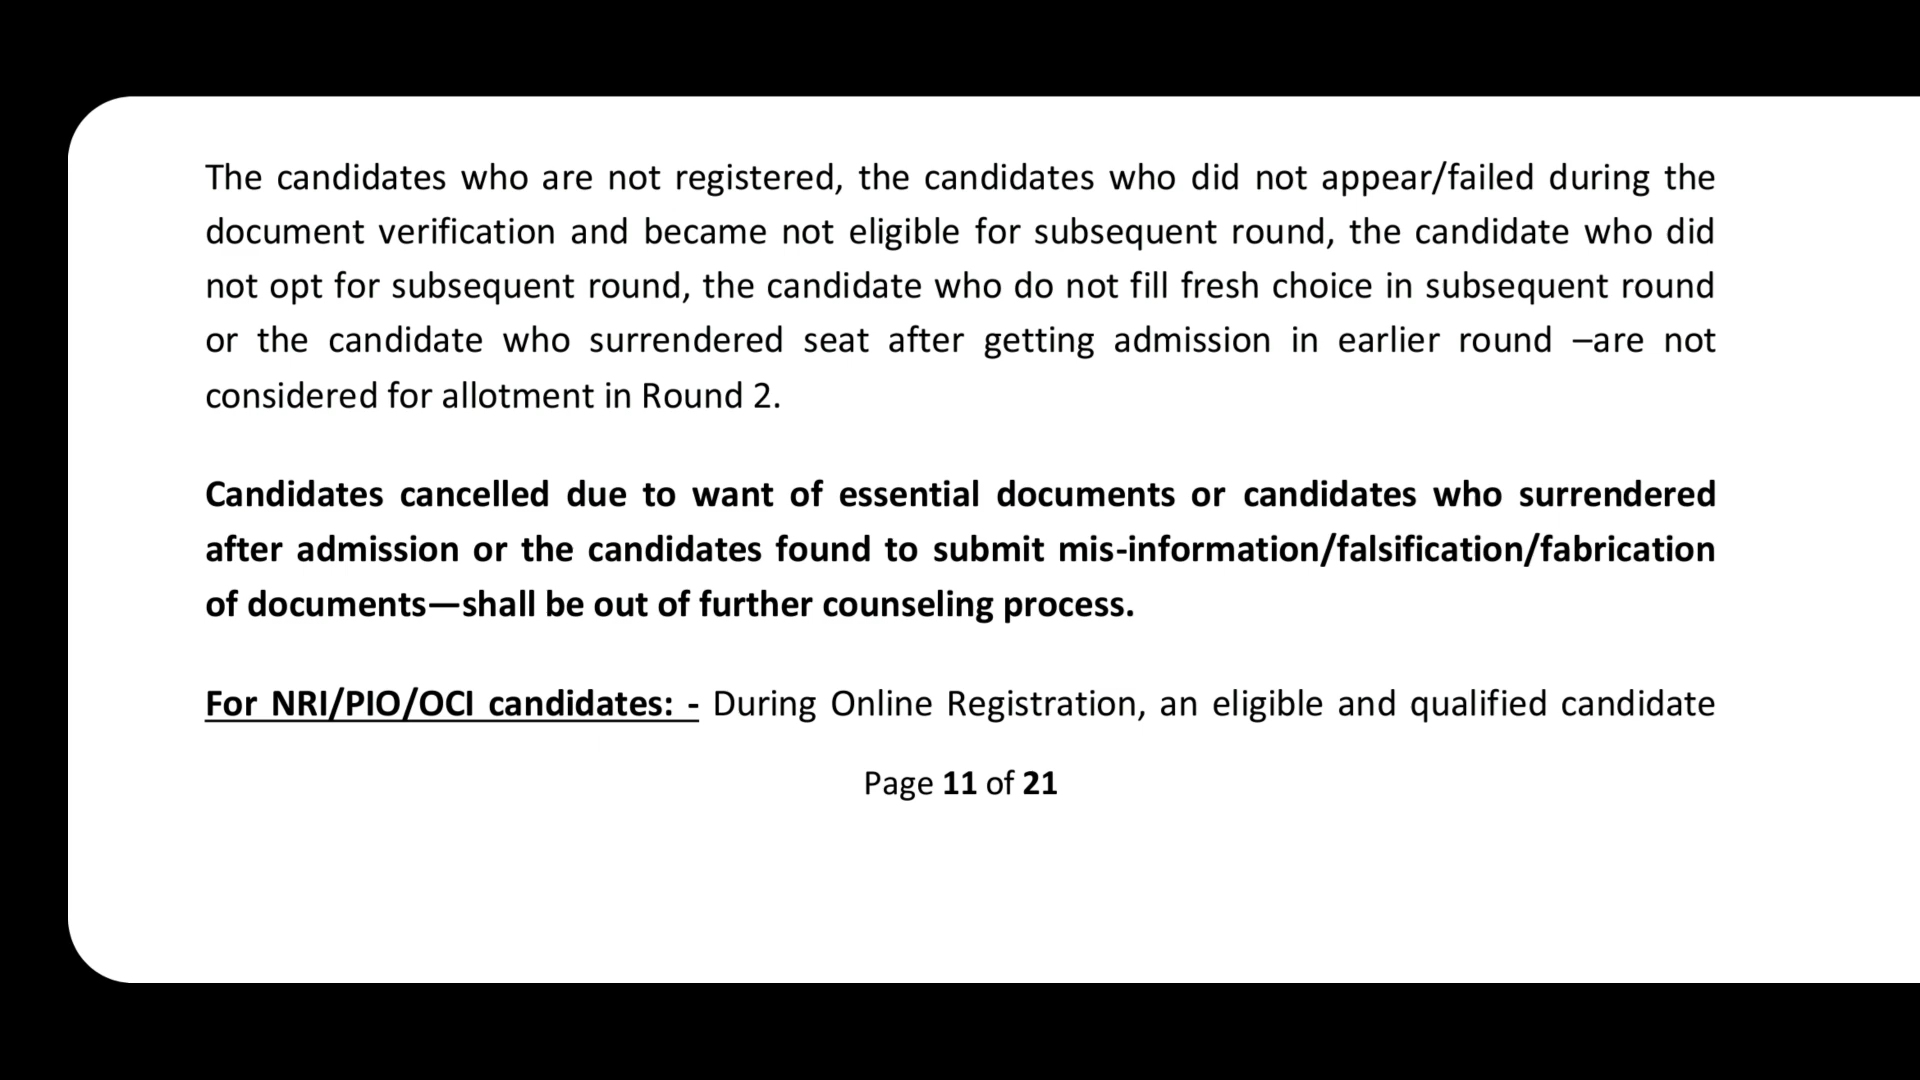 The candidates who are not registered, the candidates who did not appear/failed during the
document verification and became not eligible for subsequent round, the candidate who did
not opt for subsequent round, the candidate who do not fill fresh choice in subsequent round
or the candidate who surrendered seat after getting admission in earlier round –are not
considered for allotment in Round 2.
Candidates cancelled due to want of essential documents or candidates who surrendered
after admission or the candidates found to submit mis-information/falsification/fabrication
of documents—shall be out of further counseling process.
For NRI/PIO/OCI candidates: - During Online Registration, an eligible and qualified candidate
Page 11 of 21